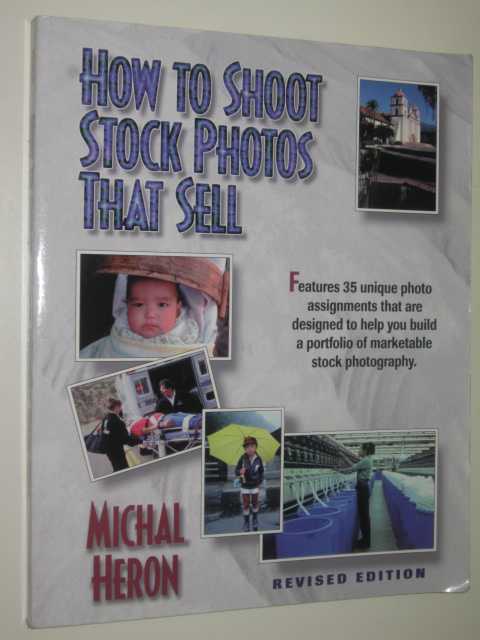 HOW TO SHOOT
STOCK PHOTOS
THAT SELL
Features 35 unique photo
assignments that are
designed to help you build
a portfolio of marketable
stock photography.
MICHAL
HERON
REVISED EDITION